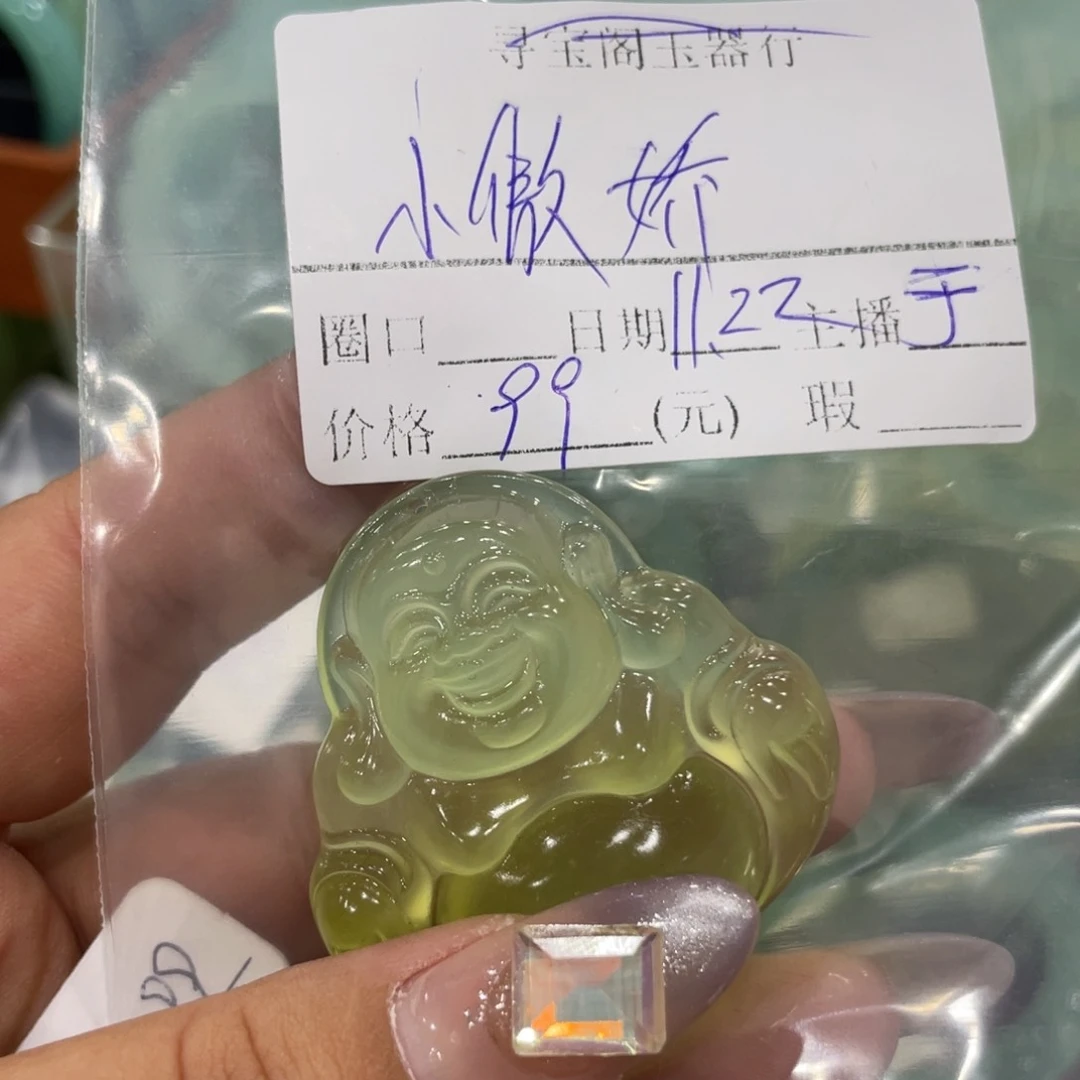 寻宝阁玉器行
小傲娇
圈口 日期 11.22 主播 于
价格 99 (元) 瑕